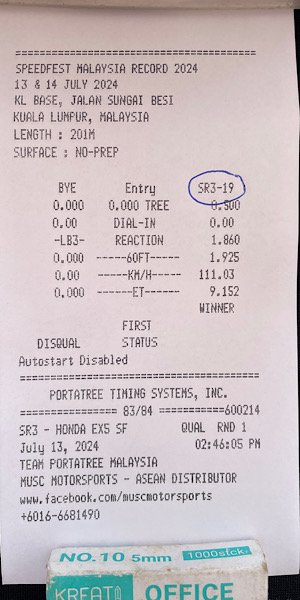 ==========================================
SPEEDFEST MALAYSIA RECORD 2024
13 & 14 JULY 2024
KL BASE, JALAN SUNGAI BESI
KUALA LUMPUR, MALAYSIA
LENGTH : 201M
SURFACE : NO-PREP
BYE Entry SR3-19
0.000 0.000 TREE 0.500
0.00 DIAL-IN 0.00
-LB3- REACTION 1.860
0.000 ------60FT------ 1.925
0.00 ------KM/H----- 111.03
0.000 -------ET------- 9.152
WINNER
FIRST
DISQUAL STATUS
Autostart Disabled
==========================================
PORTATREE TIMING SYSTEMS, INC.
================ 83/84 ============600214
SR3 - HONDA EX5 SF QUAL RND 1
July 13, 2024 02:46:05 PM
TEAM PORTATREE MALAYSIA
MUSC MOTORSPORTS - ASEAN DISTRIBUTOR
www.facebook.com/muscmotorsports
+6016-6681490
NO.10 5mm 1000stck.
OFFICE